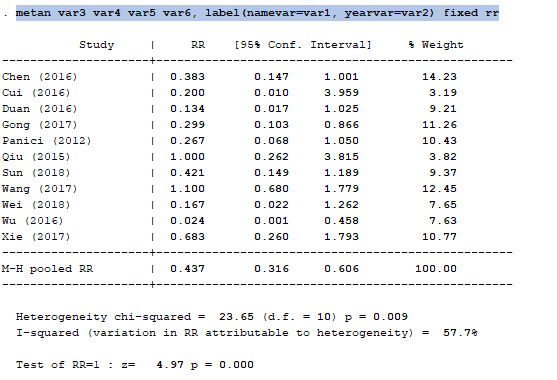 . metan var3 var4 var5 var6, label(namevar=var1, yearvar=var2) fixed rr
Study | RR [95% Conf. Interval] % Weight
---------------------+---------------------------------------------------
Chen (2016) | 0.383 0.147 1.001 14.23
Cui (2016) | 0.200 0.010 3.959 3.19
Duan (2016) | 0.134 0.017 1.025 9.21
Gong (2017) | 0.299 0.103 0.866 11.26
Panici (2012) | 0.267 0.068 1.050 10.43
Qiu (2015) | 1.000 0.262 3.815 3.82
Sun (2018) | 0.421 0.149 1.189 9.37
Wang (2017) | 1.100 0.680 1.779 12.45
Wei (2018) | 0.167 0.022 1.262 7.65
Wu (2016) | 0.024 0.001 0.458 7.63
Xie (2017) | 0.683 0.260 1.793 10.77
---------------------+---------------------------------------------------
M-H pooled RR | 0.437 0.316 0.606 100.00
---------------------+---------------------------------------------------
Heterogeneity chi-squared = 23.65 (d.f. = 10) p = 0.009
I-squared (variation in RR attributable to heterogeneity) = 57.7%
Test of RR=1 : z= 4.97 p = 0.000